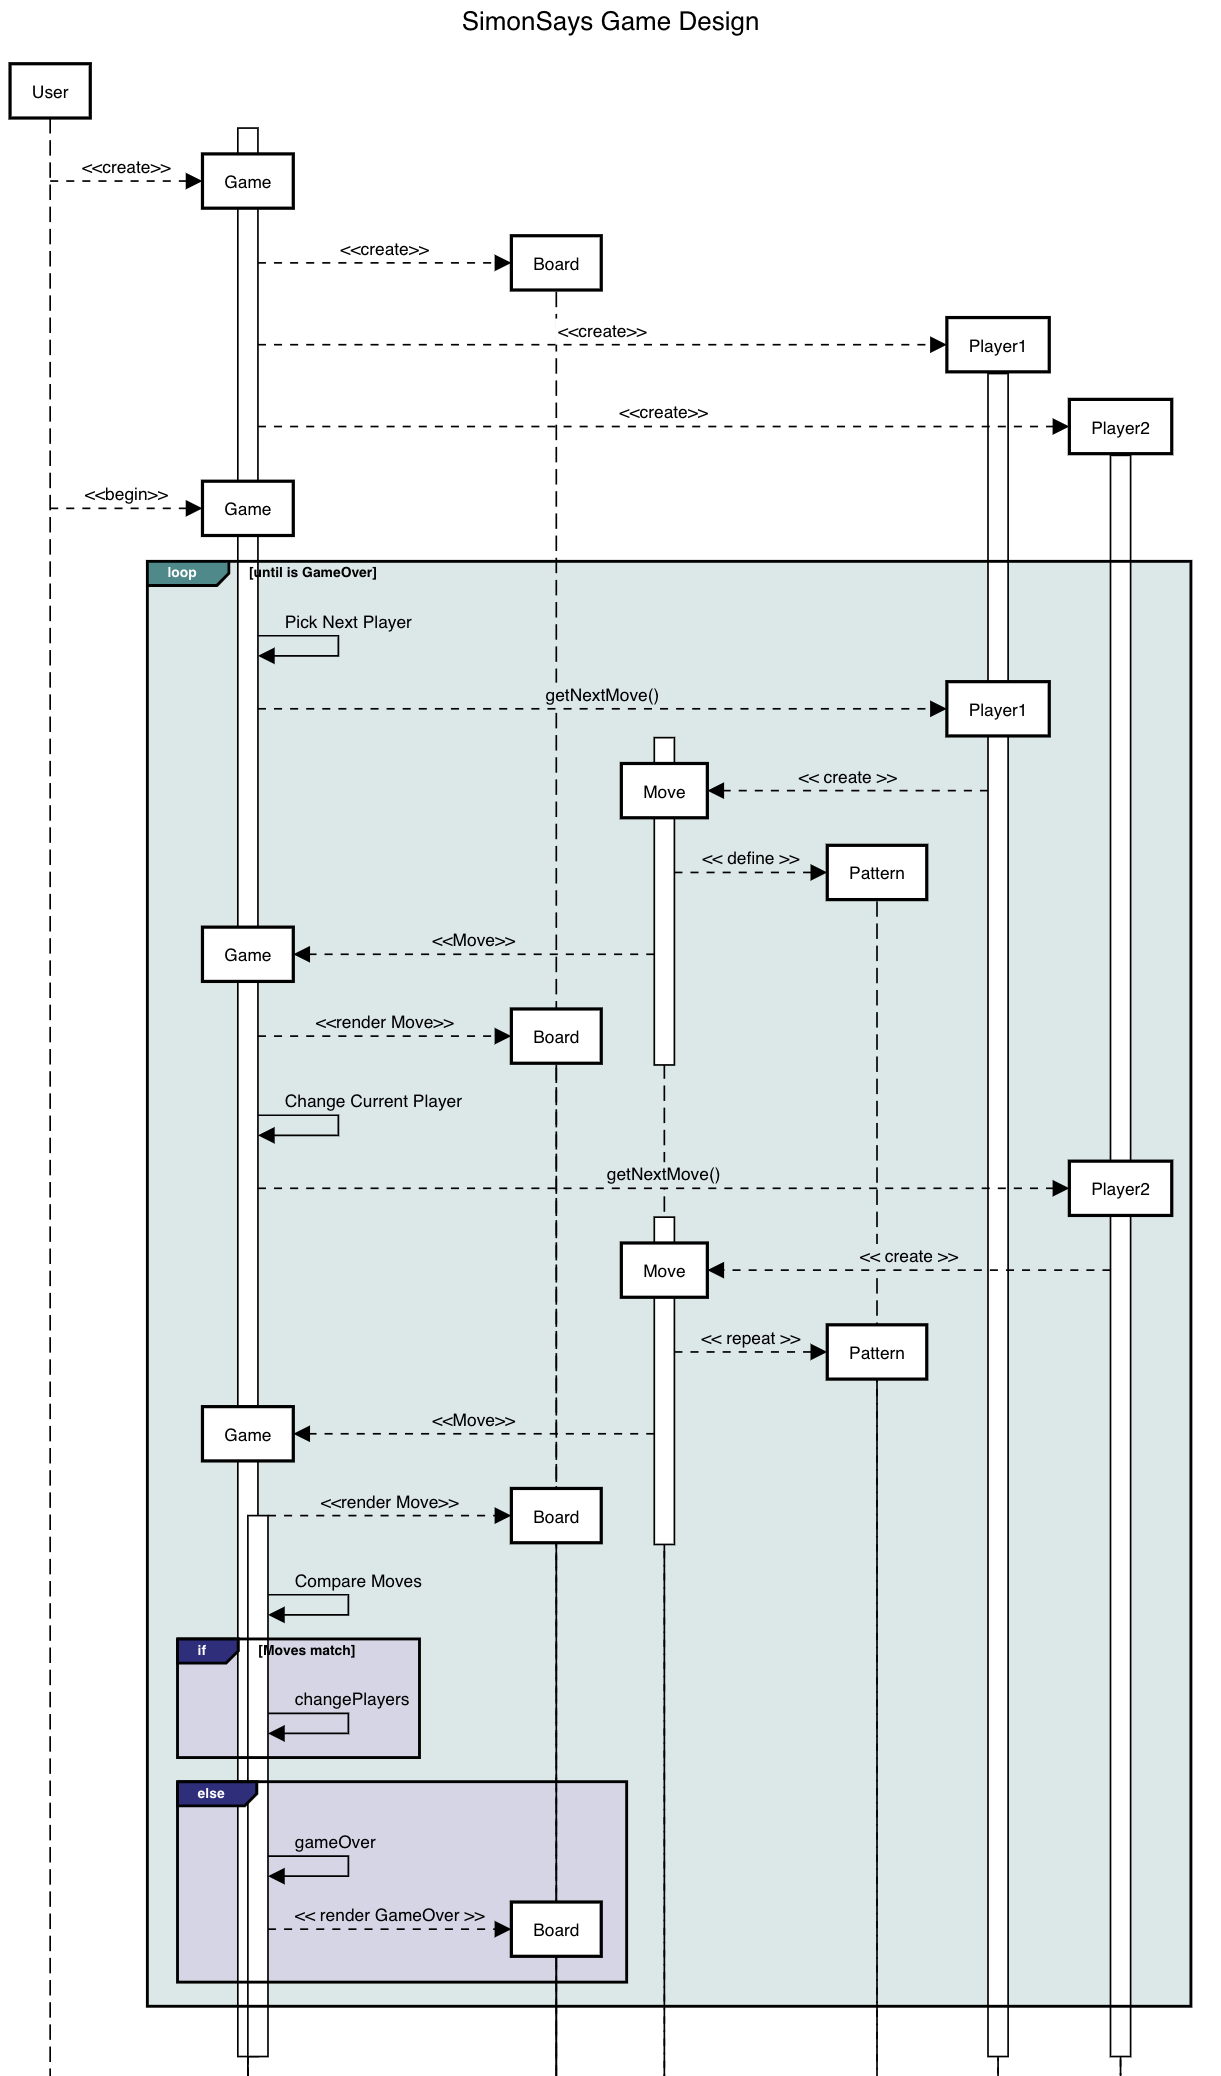 SimonSays Game Design
User
<<create>>
Game
<<create>>
Board
<<create>>
Player1
<<create>>
Player2
<<begin>>
Game
loop
[until is GameOver]
Pick Next Player
getNextMove()
Player1
Move
<< create >>
<< define >>
Pattern
Game
<<Move>>
<<render Move>>
Board
Change Current Player
getNextMove()
Player2
Move
<< create >>
<< repeat >>
Pattern
Game
<<Move>>
<<render Move>>
Board
Compare Moves
if
[Moves match]
changePlayers
else
gameOver
<< render GameOver >>
Board